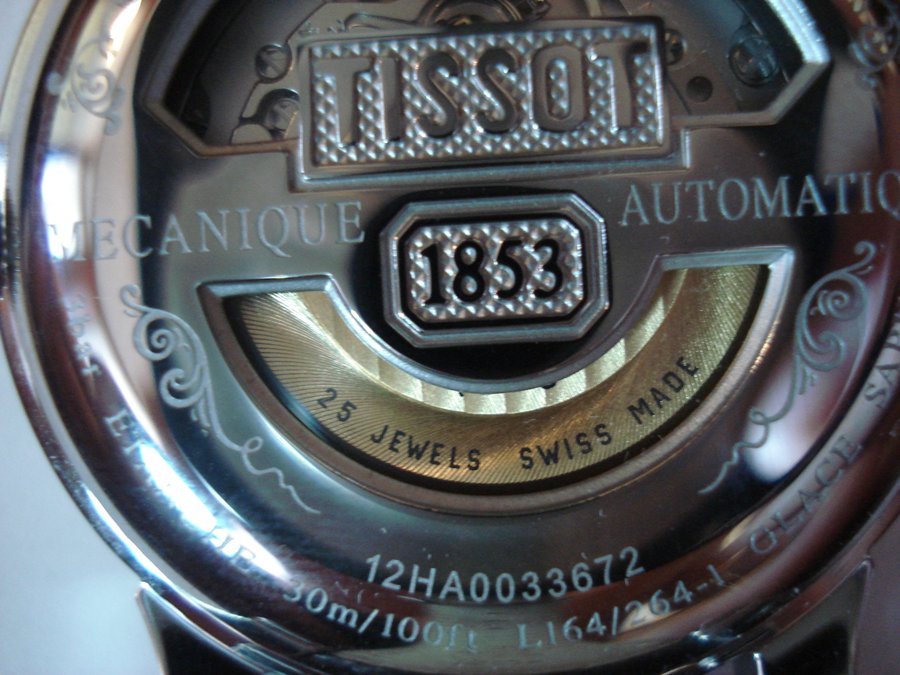 TISSOT
MECANIQUE
AUTOMATIQ
1853
25 JEWELS SWISS MADE
12HA0033672
30m/100ft L164/264-1 GLACE